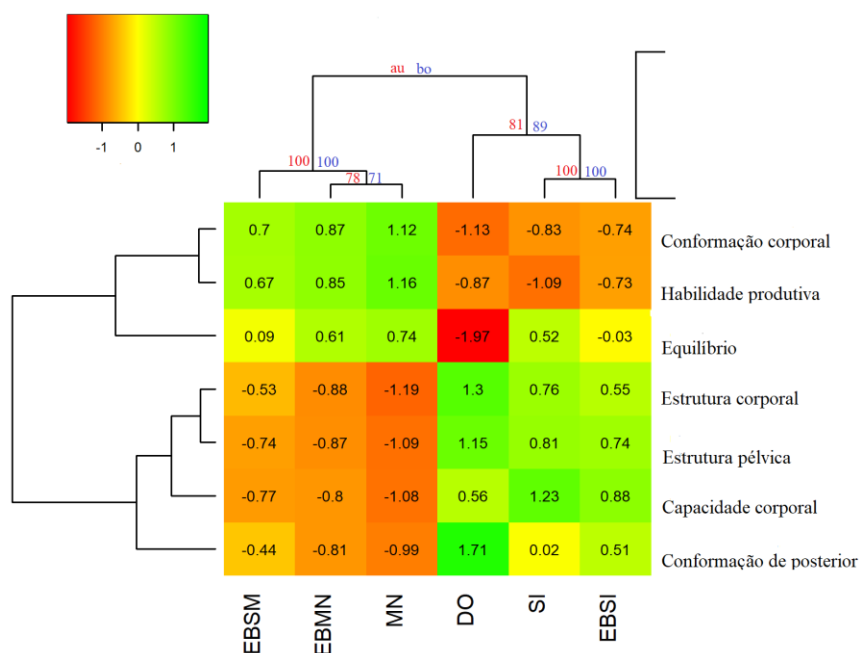 -1 0 1
au bo
81 89
100 100
100 100
78 71
0.7 0.87 1.12 -1.13 -0.83 -0.74 Conformação corporal
0.67 0.85 1.16 -0.87 -1.09 -0.73 Habilidade produtiva
0.09 0.61 0.74 -1.97 0.52 -0.03 Equilíbrio
-0.53 -0.88 -1.19 1.3 0.76 0.55 Estrutura corporal
-0.74 -0.87 -1.09 1.15 0.81 0.74 Estrutura pélvica
-0.77 -0.8 -1.08 0.56 1.23 0.88 Capacidade corporal
-0.44 -0.81 -0.99 1.71 0.02 0.51 Conformação de posterior
EBSM EBMN MN DO SI EBSI